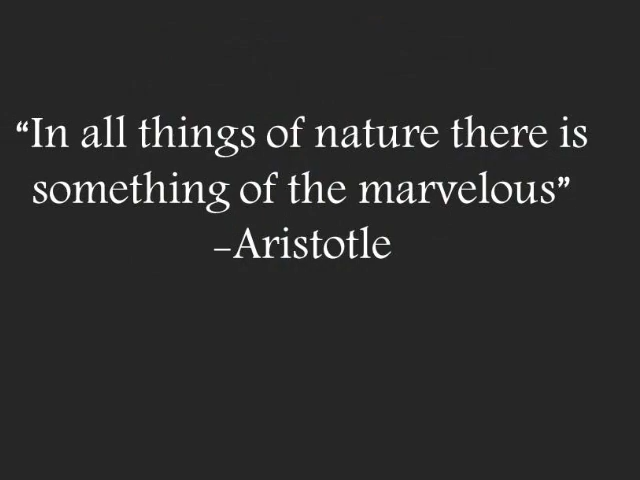 “In all things of nature there is
something of the marvelous”
-Aristotle